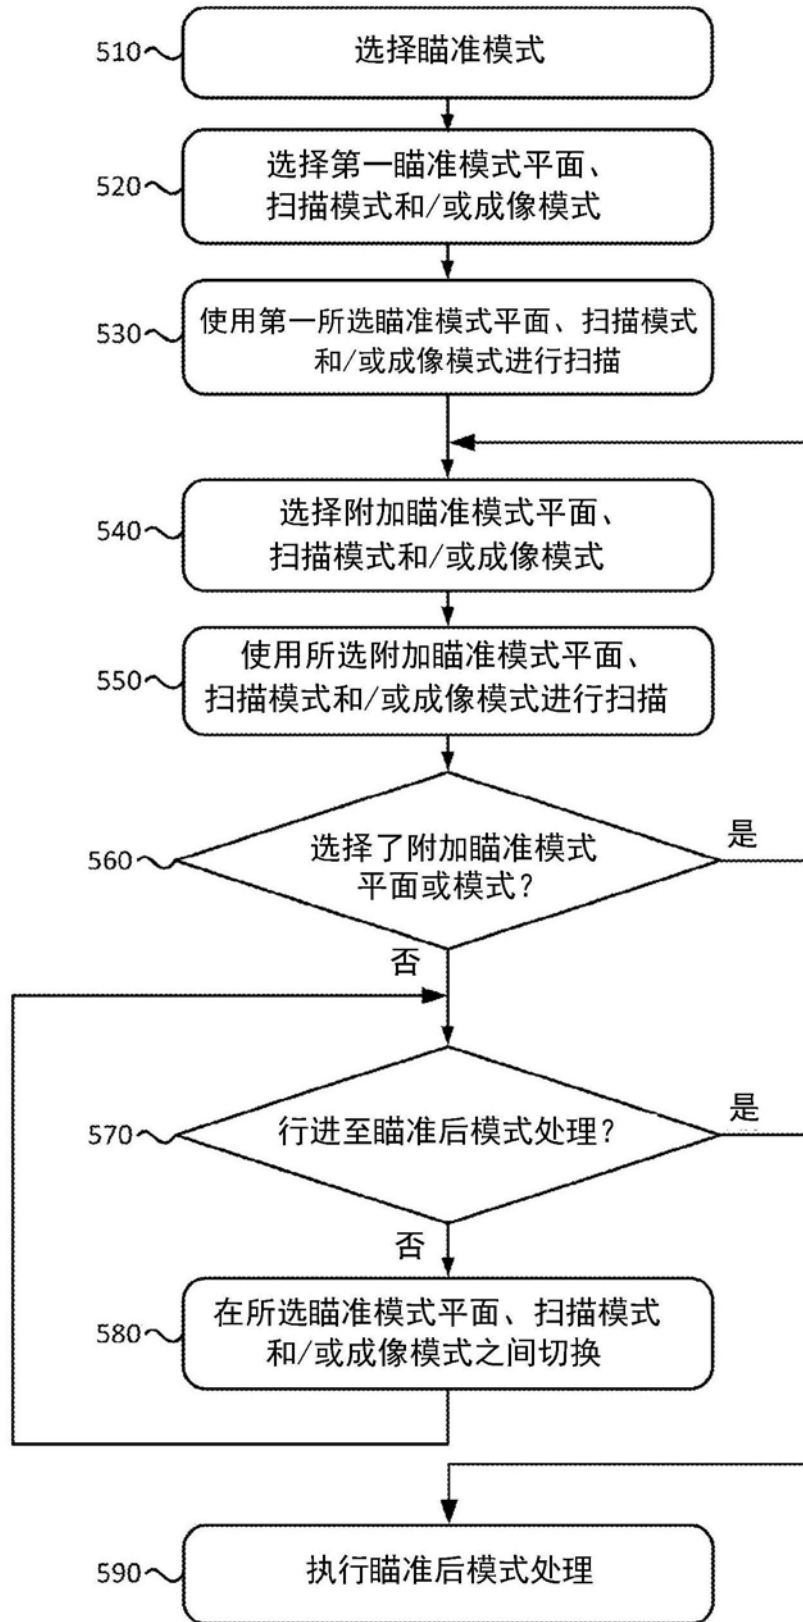 510
选择瞄准模式
520
选择第一瞄准模式平面、
扫描模式和/或成像模式
530
使用第一所选瞄准模式平面、扫描模式
和/或成像模式进行扫描
540
选择附加瞄准模式平面、
扫描模式和/或成像模式
550
使用所选附加瞄准模式平面、
扫描模式和/或成像模式进行扫描
560
选择了附加瞄准模式
平面或模式?
是
否
570
行进至瞄准后模式处理?
是
否
580
在所选瞄准模式平面、扫描模式
和/或成像模式之间切换
590
执行瞄准后模式处理